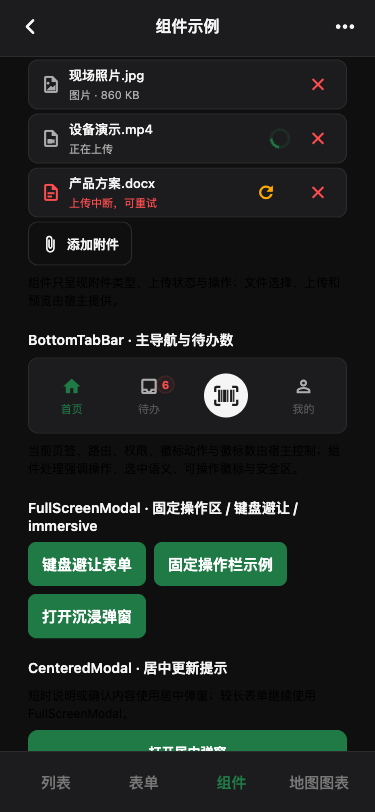 组件示例
现场照片.jpg
图片 · 860 KB
设备演示.mp4
正在上传
产品方案.docx
上传中断，可重试
添加附件
组件只呈现附件类型、上传状态与操作；文件选择、上传和
预览由宿主提供。
BottomTabBar · 主导航与待办数
6
首页
待办
我的
当前页签、路由、权限、徽标动作与徽标数由宿主控制；组
件处理强调操作、选中语义、可操作徽标与安全区。
FullScreenModal · 固定操作区 / 键盘避让 /
immersive
键盘避让表单
固定操作栏示例
打开沉浸弹窗
CenteredModal · 居中更新提示
短时说明或确认内容使用居中弹窗；较长表单继续使用
FullScreenModal。
打开居中弹窗
列表
表单
组件
地图图表